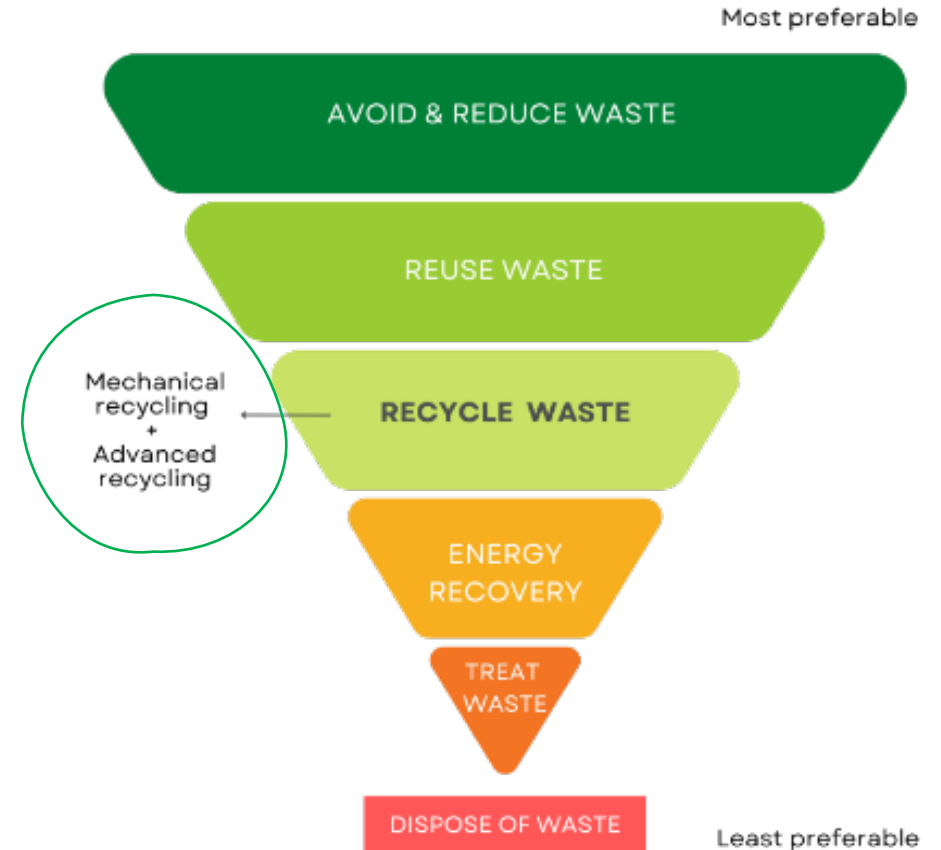 Most preferable
AVOID & REDUCE WASTE
REUSE WASTE
Mechanical
recycling
+
Advanced
recycling
RECYCLE WASTE
ENERGY
RECOVERY
TREAT
WASTE
DISPOSE OF WASTE
Least preferable